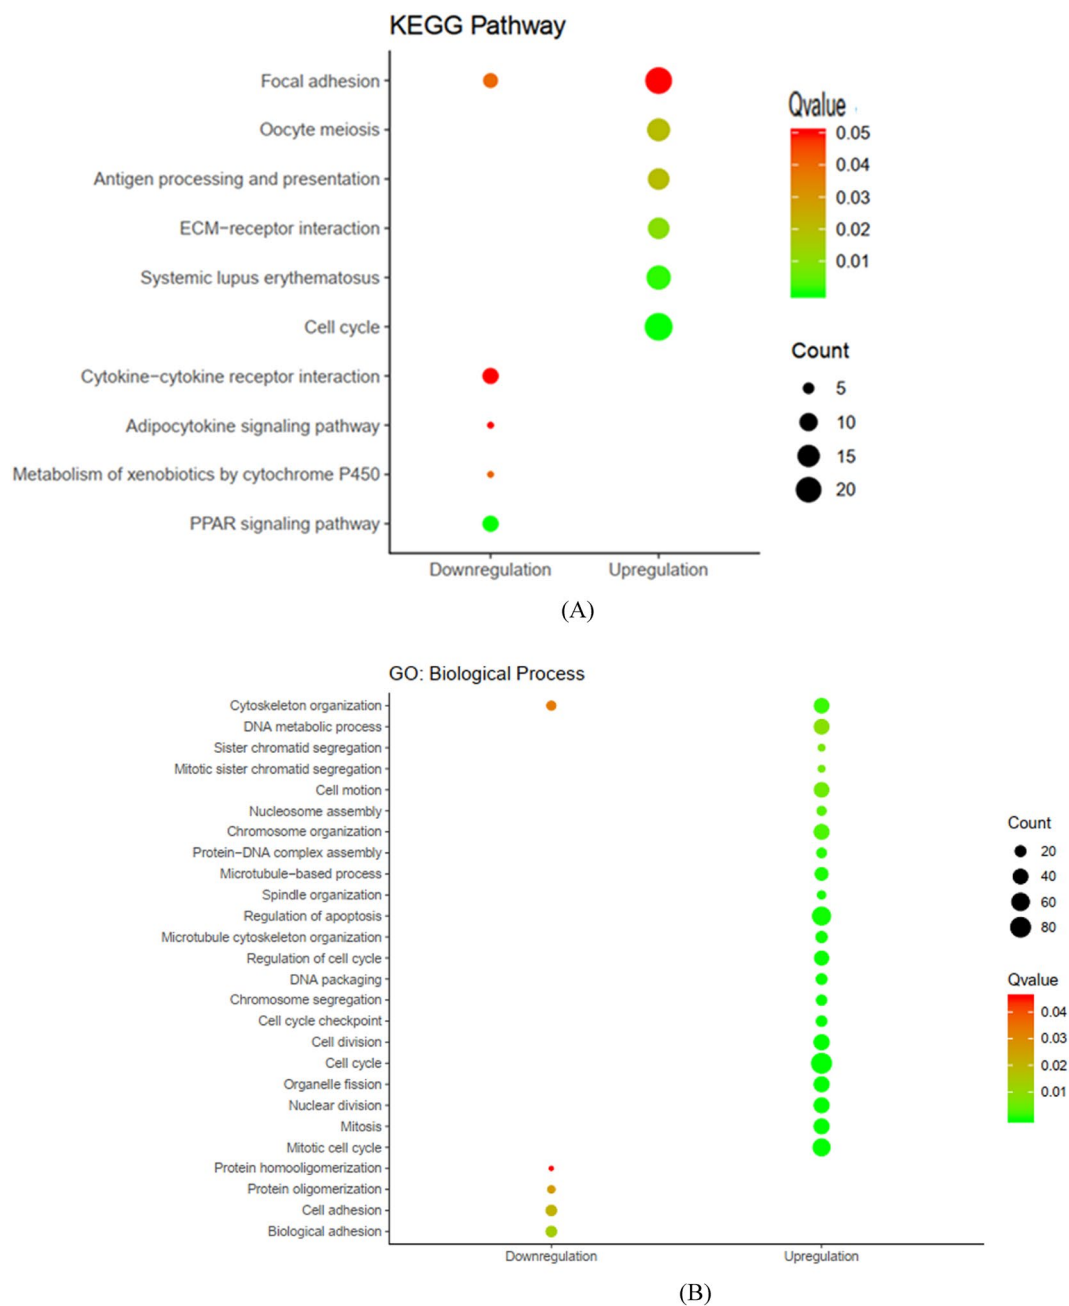 KEGG Pathway
Focal adhesion
Oocyte meiosis
Antigen processing and presentation
ECM−receptor interaction
Systemic lupus erythematosus
Cell cycle
Cytokine−cytokine receptor interaction
Adipocytokine signaling pathway
Metabolism of xenobiotics by cytochrome P450
PPAR signaling pathway
Downregulation Upregulation
Qvalue
0.05
0.04
0.03
0.02
0.01
Count
5
10
15
20
(A)
GO: Biological Process
Cytoskeleton organization
DNA metabolic process
Sister chromatid segregation
Mitotic sister chromatid segregation
Cell motion
Nucleosome assembly
Chromosome organization
Protein−DNA complex assembly
Microtubule−based process
Spindle organization
Regulation of apoptosis
Microtubule cytoskeleton organization
Regulation of cell cycle
DNA packaging
Chromosome segregation
Cell cycle checkpoint
Cell division
Cell cycle
Organelle fission
Nuclear division
Mitosis
Mitotic cell cycle
Protein homooligomerization
Protein oligomerization
Cell adhesion
Biological adhesion
Downregulation Upregulation
Count
20
40
60
80
Qvalue
0.04
0.03
0.02
0.01
(B)